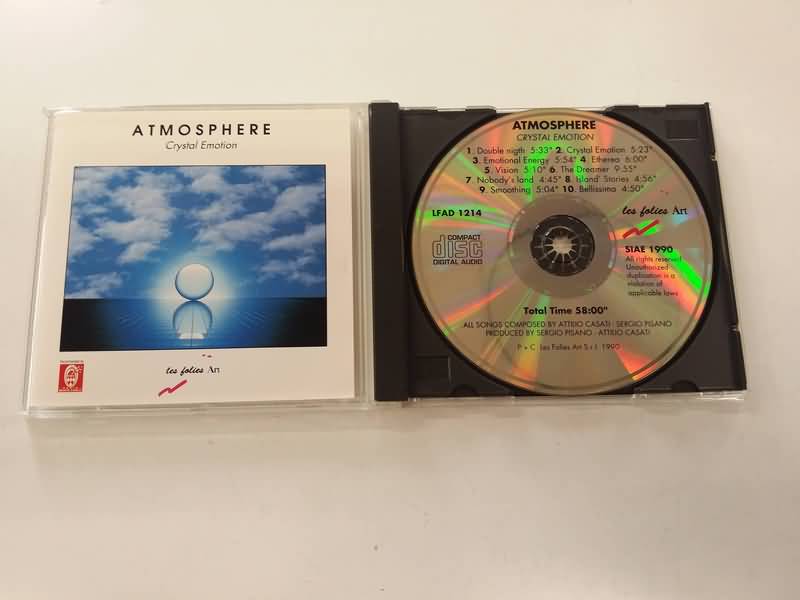 ATMOSPHERE
Crystal Emotion
les folies Art
ATMOSPHERE
CRYSTAL EMOTION
1. Double nigth 5:33" 2. Crystal Emotion 5:23"
3. Emotional Energy 5:54" 4 Etherea 6:00"
5. Vision 5:10" 6. The Dreamer 9:55"
7 Nobody's land 4:45" 8. Island' Stories 4:56"
9. Smoothing 5:04" 10. Bellissima 4:50"
LFAD 1214
les folies Art
COMPACT
disc
DIGITAL AUDIO
SIAE 1990
All rights reserved
Unauthorized
duplication is a
violation of
applicable laws
Total Time 58:00"
ALL SONGS COMPOSED BY ATTILIO CASATI - SERGIO PISANO
PRODUCED BY SERGIO PISANO - ATTILIO CASATI
P + C Les Folies Art S.r.l. 1990